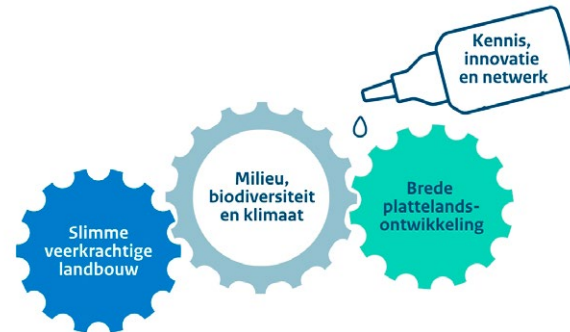 Kennis,
innovatie
en netwerk
Milieu,
biodiversiteit
en klimaat
Brede
plattelands-
ontwikkeling
Slimme
veerkrachtige
landbouw